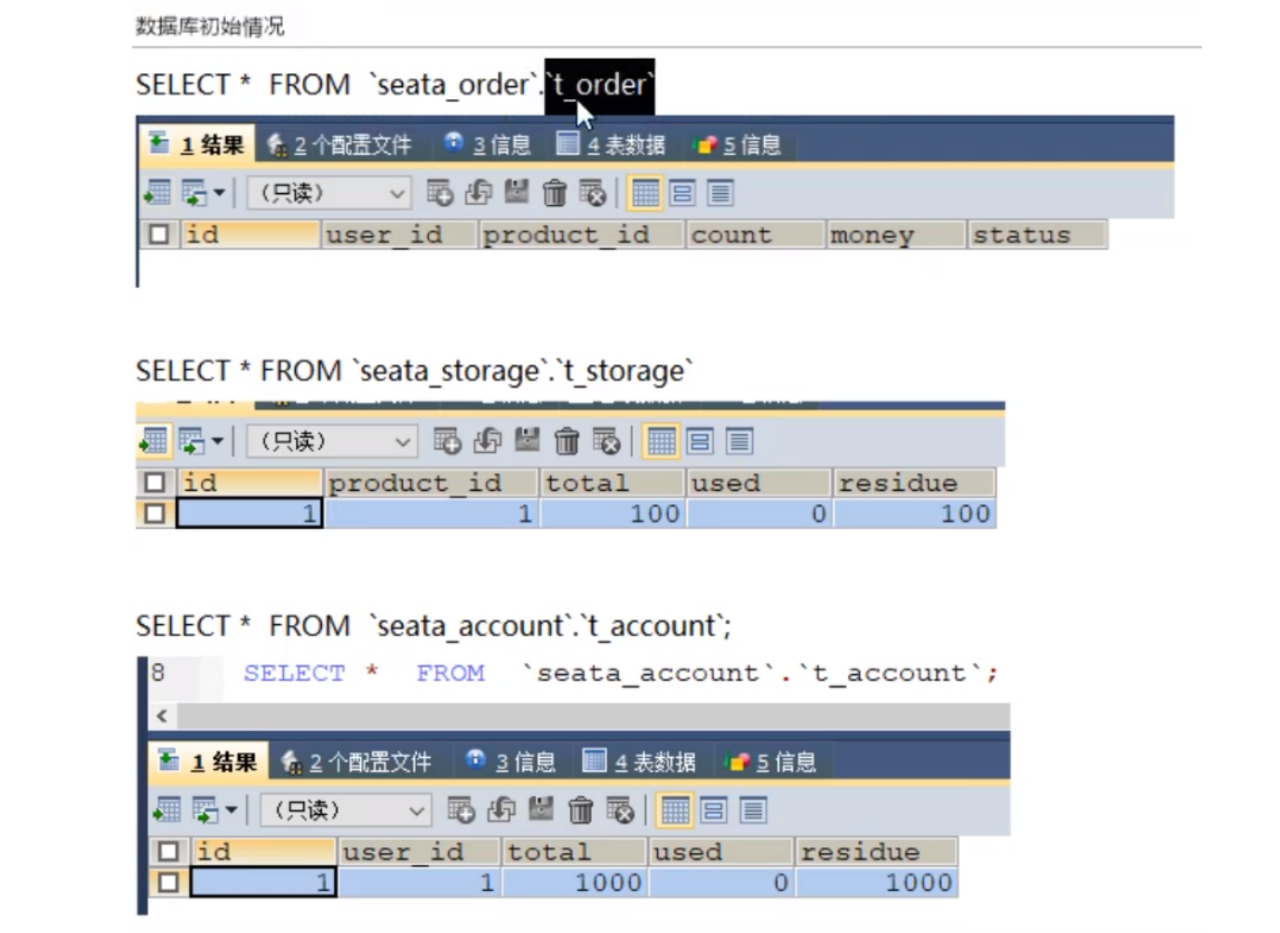 数据库初始情况
SELECT * FROM `seata_order`.`t_order`
1 结果 2 个配置文件 3 信息 4 表数据 5 信息
（只读）
id user_id product_id count money status
SELECT * FROM `seata_storage`.`t_storage`
（只读）
id product_id total used residue
1 1 100 0 100
SELECT * FROM `seata_account`.`t_account`;
8 SELECT * FROM `seata_account`.`t_account`;
1 结果 2 个配置文件 3 信息 4 表数据 5 信息
（只读）
id user_id total used residue
1 1 1000 0 1000